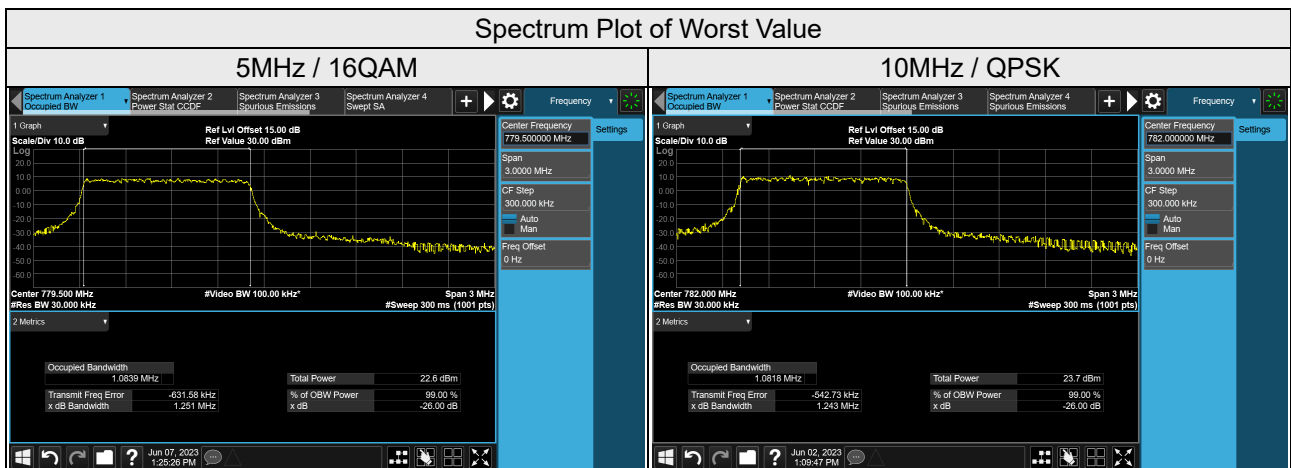 Spectrum Plot of Worst Value
5MHz / 16QAM
Spectrum Analyzer 1
Occupied BW
Spectrum Analyzer 2
Power Stat CCDF
Spectrum Analyzer 3
Spurious Emissions
Spectrum Analyzer 4
Swept SA
+
Frequency
1 Graph
Scale/Div 10.0 dB
Ref Lvl Offset 15.00 dB
Ref Value 30.00 dBm
Log
20.0
10.0
0.00
-10.0
-20.0
-30.0
-40.0
-50.0
-60.0
Center 779.500 MHz
#Res BW 30.000 kHz
#Video BW 100.00 kHz*
Span 3 MHz
#Sweep 300 ms (1001 pts)
Center Frequency
779.500000 MHz
Settings
Span
3.0000 MHz
CF Step
300.000 kHz
Auto
Man
Freq Offset
0 Hz
2 Metrics
Occupied Bandwidth
1.0839 MHz
Total Power 22.6 dBm
Transmit Freq Error -631.58 kHz % of OBW Power 99.00 %
x dB Bandwidth 1.251 MHz x dB -26.00 dB
?
Jun 07, 2023
1:25:26 PM
10MHz / QPSK
Spectrum Analyzer 1
Occupied BW
Spectrum Analyzer 2
Power Stat CCDF
Spectrum Analyzer 3
Spurious Emissions
Spectrum Analyzer 4
Spurious Emissions
+
Frequency
1 Graph
Scale/Div 10.0 dB
Ref Lvl Offset 15.00 dB
Ref Value 30.00 dBm
Log
20.0
10.0
0.00
-10.0
-20.0
-30.0
-40.0
-50.0
-60.0
Center 782.000 MHz
#Res BW 30.000 kHz
#Video BW 100.00 kHz*
Span 3 MHz
#Sweep 300 ms (1001 pts)
Center Frequency
782.000000 MHz
Settings
Span
3.0000 MHz
CF Step
300.000 kHz
Auto
Man
Freq Offset
0 Hz
2 Metrics
Occupied Bandwidth
1.0818 MHz
Total Power 23.7 dBm
Transmit Freq Error -542.73 kHz % of OBW Power 99.00 %
x dB Bandwidth 1.243 MHz x dB -26.00 dB
?
Jun 02, 2023
1:09:47 PM